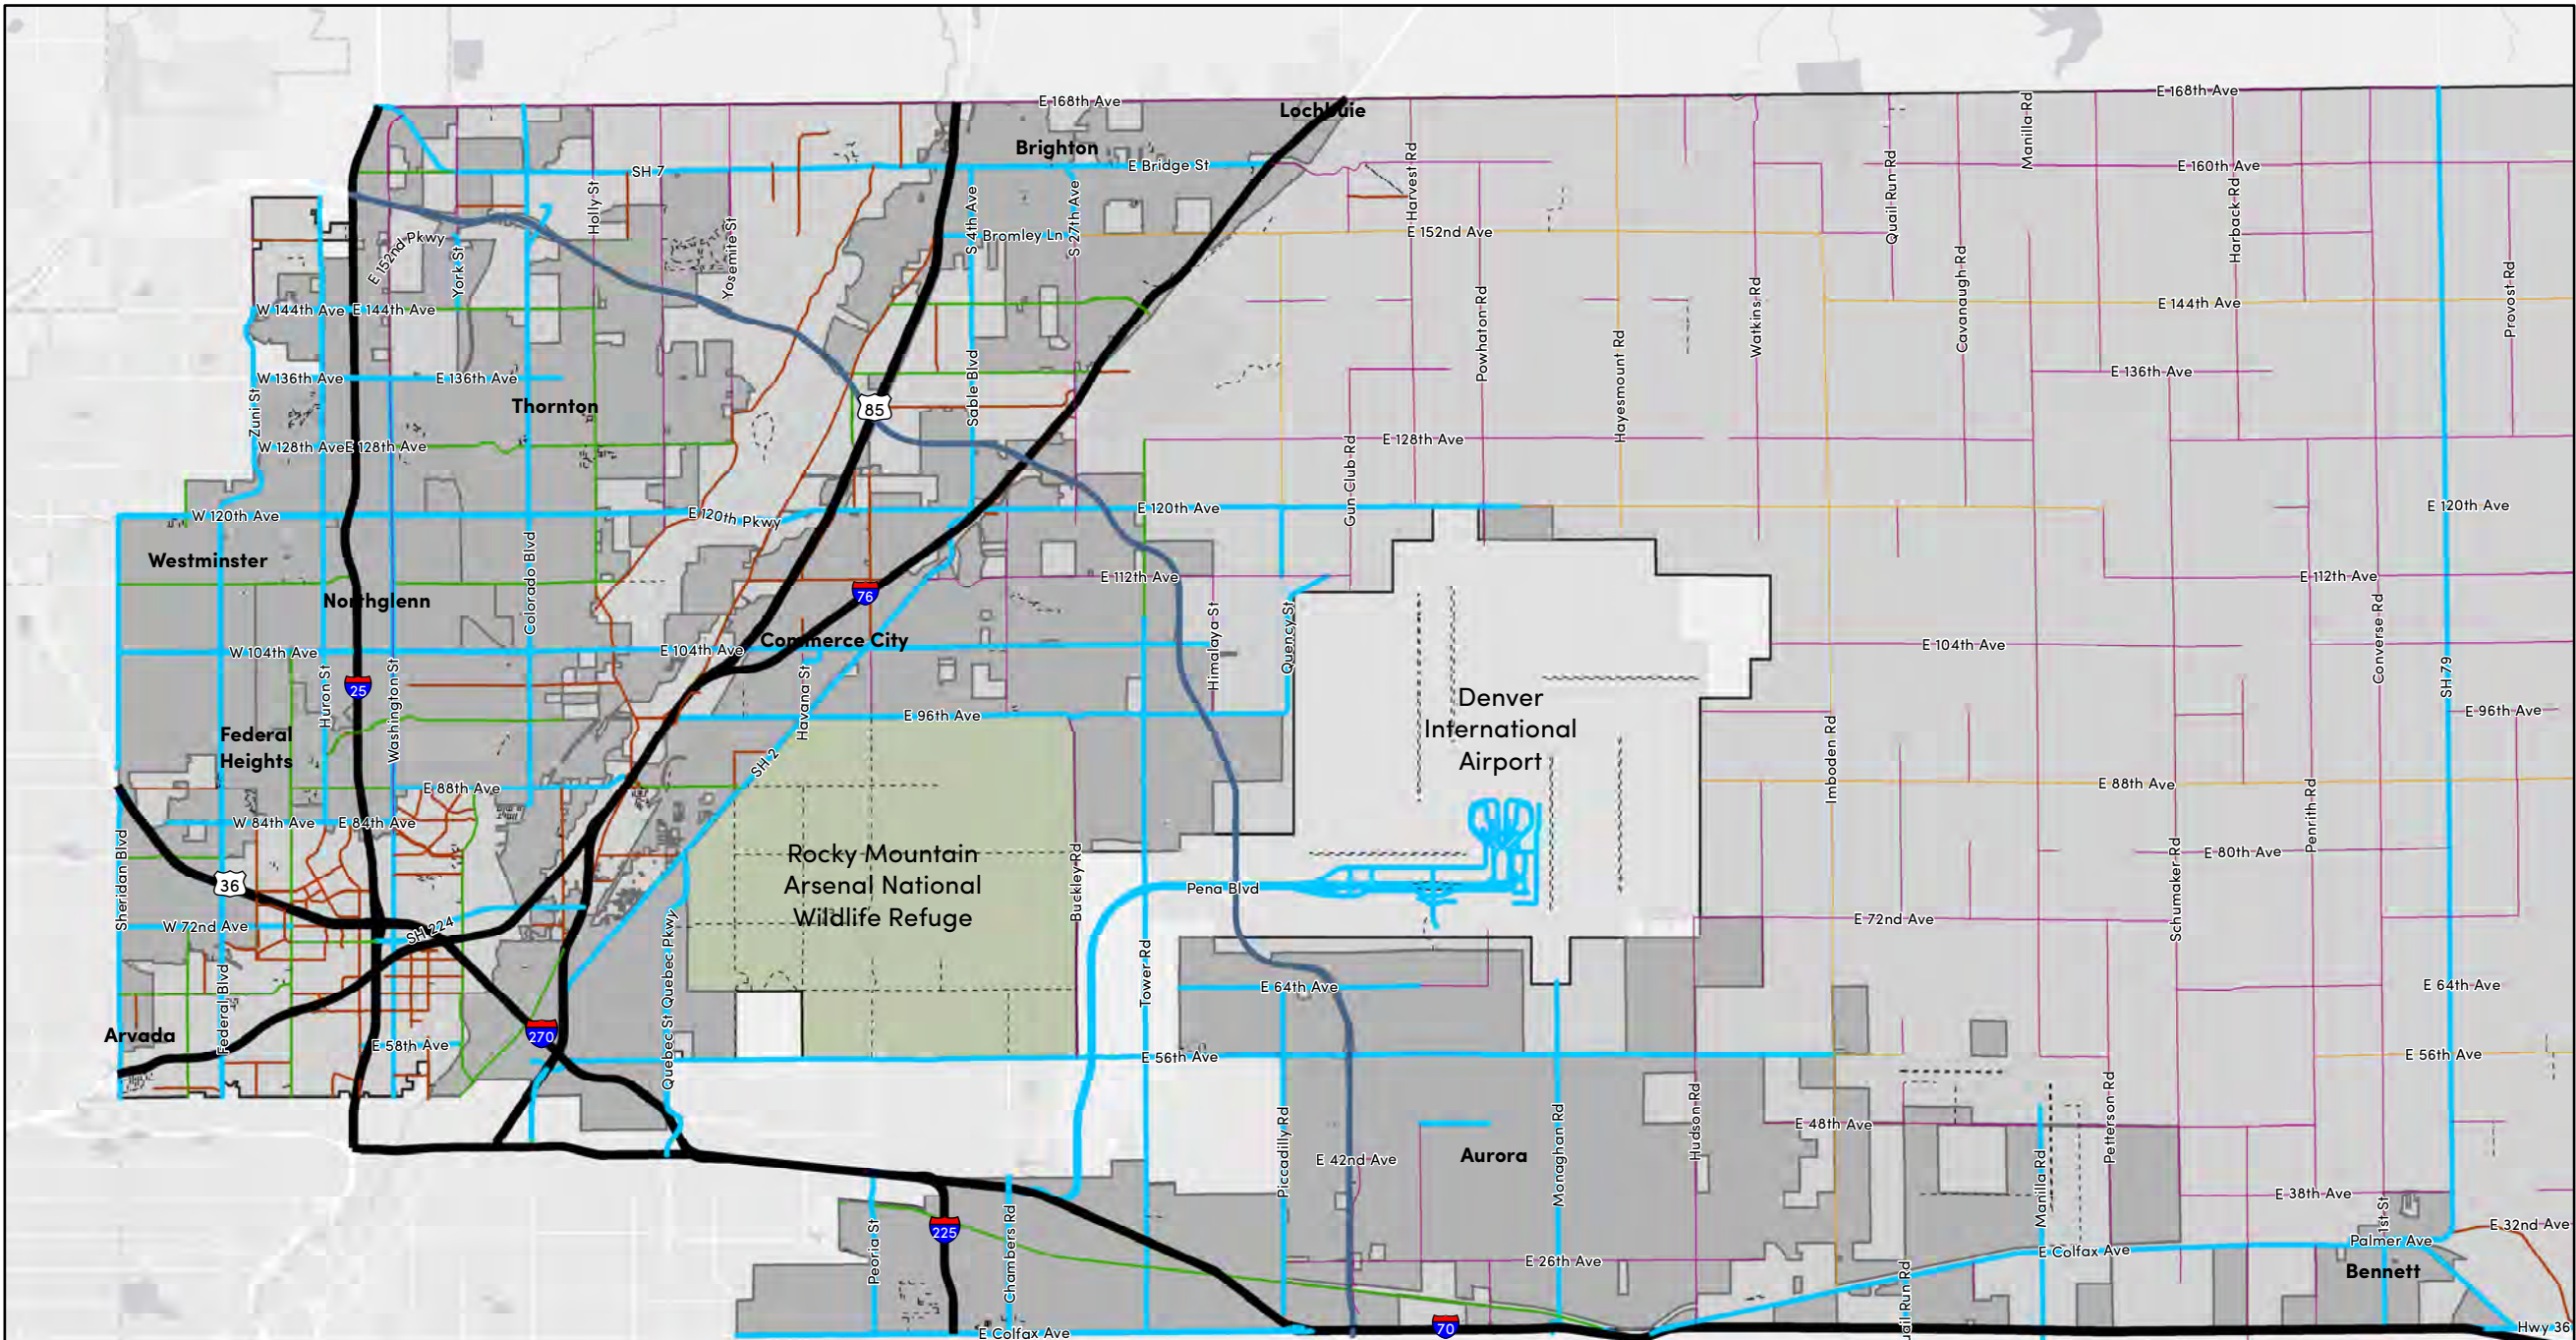 E 168th Ave
E 168th Ave
Lochbuie
Brighton
E Bridge St
SH 7
Manilla Rd
E 160th Ave
Harvest Rd
Quail Run Rd
Holly St
Harback Rd
S 4th Ave
S 27th Ave
Yosemite St
E 152nd Pkwy
York St
Bromley Ln
E 152nd Ave
Cavanaugh Rd
Provost Rd
W 144th Ave
E 144th Ave
E 144th Ave
Powhaton Rd
Hayesmount Rd
Watkins Rd
W 136th Ave
E 136th Ave
E 136th Ave
Zuni St
Thornton
85
Sable Blvd
W 128th Ave
E 128th Ave
E 128th Ave
Gun Club Rd
W 120th Ave
E 120th Pkwy
E 120th Ave
E 120th Ave
Westminster
Colorado Blvd
E 112th Ave
E 112th Ave
76
Northglenn
Converse Rd
Himalaya St
Quency St
W 104th Ave
E 104th Ave
Commerce City
E 104th Ave
25
Huron St
Washington St
Havana St
SH 79
Denver
International
Airport
E 96th Ave
E 96th Ave
Federal
Heights
SH 2
Imboden Rd
E 88th Ave
E 88th Ave
W 84th Ave
E 84th Ave
Penrith Rd
Sheridan Blvd
Rocky Mountain
Arsenal National
Wildlife Refuge
Buckley Rd
E 80th Ave
36
Pena Blvd
Schumaker Rd
W 72nd Ave
SH 224
E 72nd Ave
Federal Blvd
Quebec St Quebec Pkwy
Tower Rd
E 64th Ave
E 64th Ave
Arvada
270
E 58th Ave
E 56th Ave
E 56th Ave
Piccadilly Rd
Monaghan Rd
Hudson Rd
Petterson Rd
E 48th Ave
E 42nd Ave
Aurora
Manilla Rd
E 38th Ave
1st St
E 32nd Ave
225
Peoria St
Chambers Rd
E 26th Ave
E Colfax Ave
Palmer Ave
Bennett
70
E Colfax Ave
Hwy 36